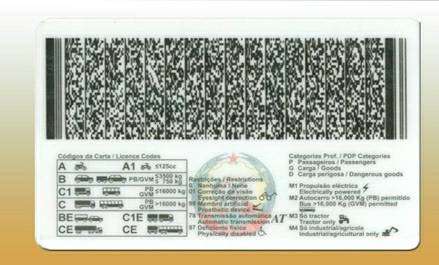 Códigos da Carta / Licence Codes
A A1 ≤125cc
B PB/GVM ≤3500 kg ≤ 750 kg
C1 PB GVM ≤16000 kg
C PB GVM >16000 kg
BE C1E
CE CE
Restrições / Restrictions
0 Nenhuma / None
01 Correcção da visão
Eyesight correction
Membro artificial
Prosthetic device
78 Transmissão automática AT
Automatic transmission
97 Deficiente físico
Physically disabled
Categorias Prof. / PDP Categories
P Passageiros / Passengers
G Carga / Goods
D Carga perigosa / Dangerous goods
M1 Propulsão eléctrica
Electrically powered
M2 Autocarro >16,000 Kg (PB) permitido
Bus >16,000 Kg (GVM) permitted
M3 Só tractor
Tractor only
M4 Só industrial/agrícola
industrial/agricultural only